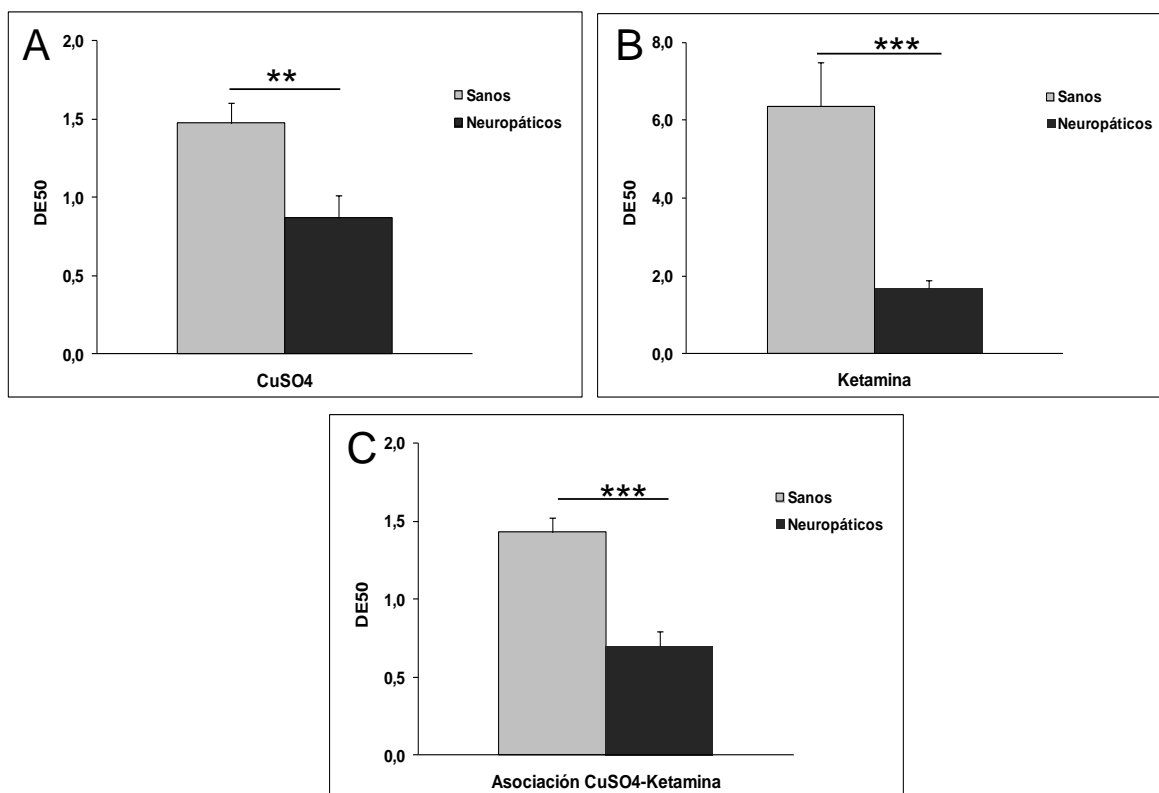 A
2,0
1,5
1,0
0,5
0,0
DE50
**
Sanos
Neuropáticos
CuSO4
B
8,0
6,0
4,0
2,0
0,0
DE50
***
Sanos
Neuropáticos
Ketamina
C
2,0
1,5
1,0
0,5
0,0
DE50
***
Sanos
Neuropáticos
Asociación CuSO4-Ketamina